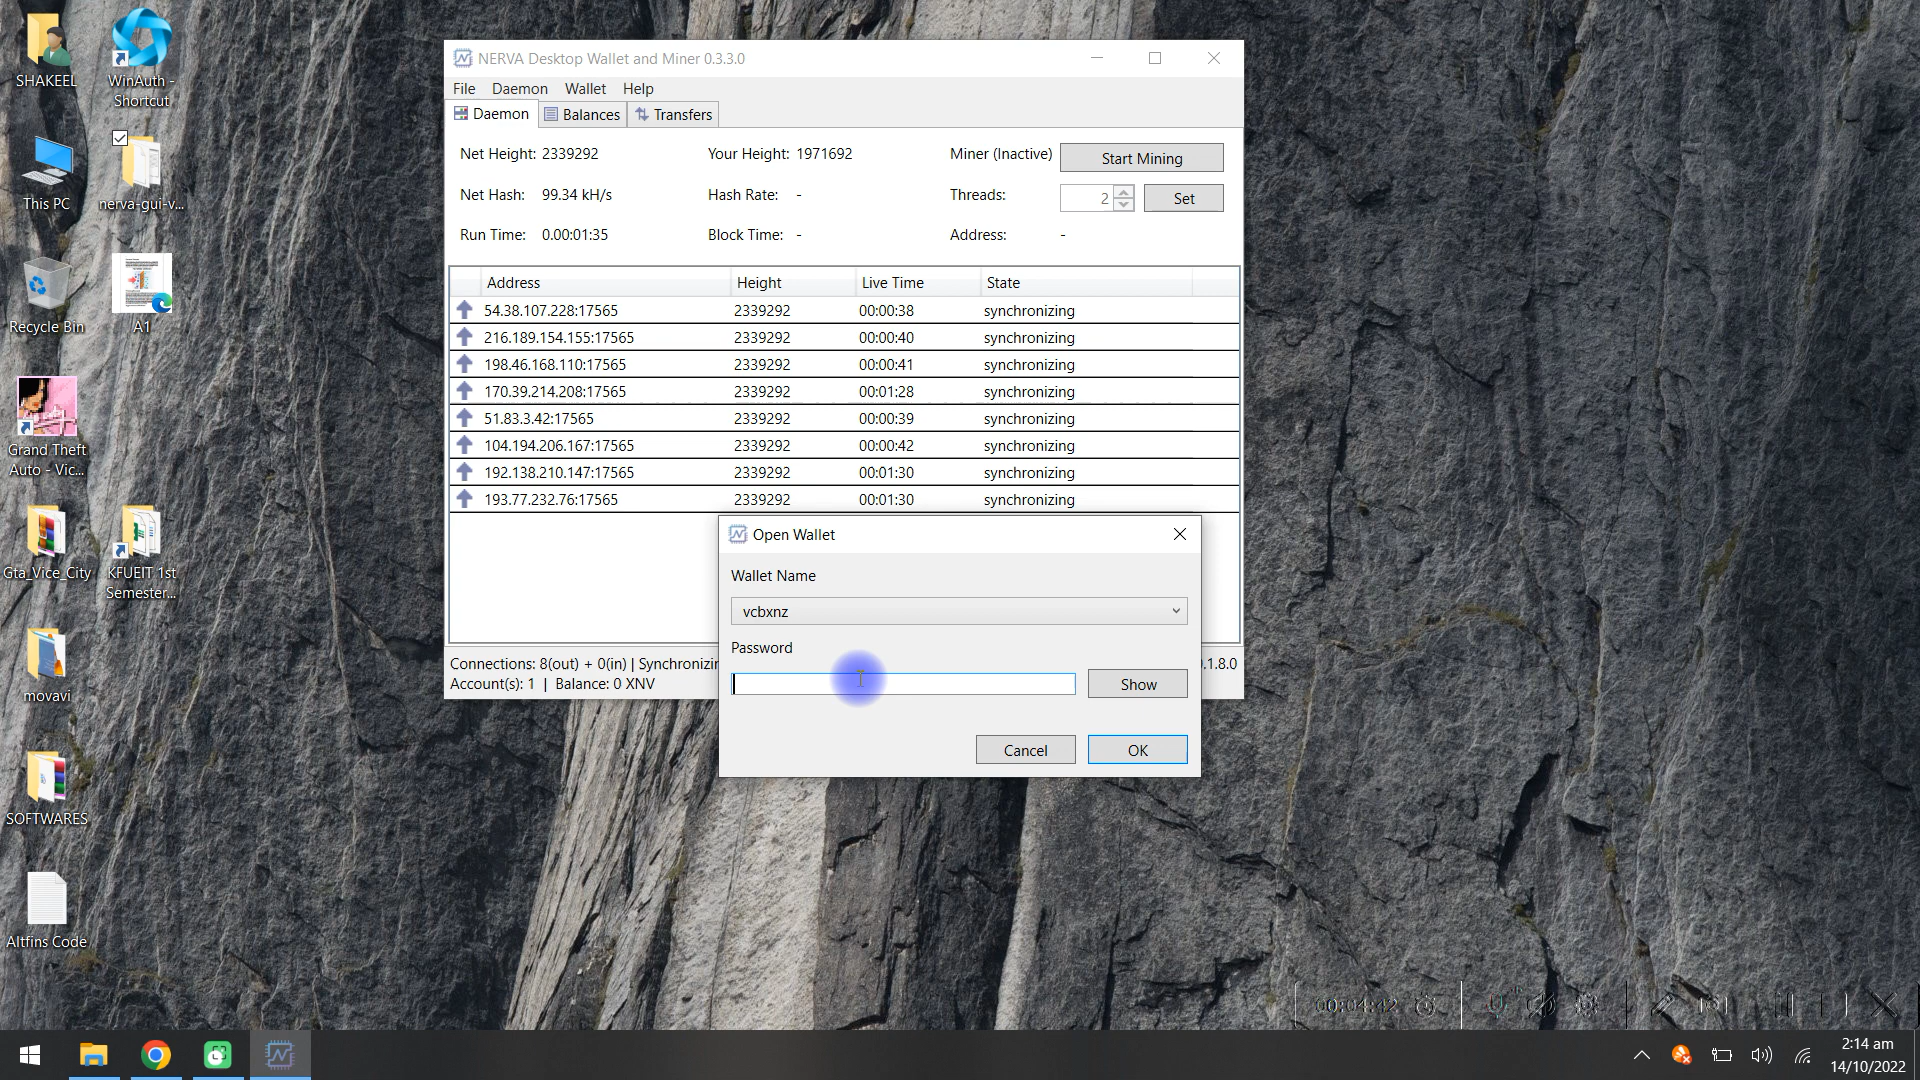 SHAKEEL
WinAuth -
Shortcut
This PC
nerva-gui-v...
Recycle Bin
A1
Grand Theft
Auto - Vic...
Gta_Vice_City
KFUEIT 1st
Semester...
movavi
SOFTWARES
Altfins Code
NERVA Desktop Wallet and Miner 0.3.3.0
File Daemon Wallet Help
Daemon Balances Transfers
Net Height: 2339292 Your Height: 1971692 Miner (Inactive) Start Mining
Net Hash: 99.34 kH/s Hash Rate: - Threads: 2 Set
Run Time: 0.00:01:35 Block Time: - Address: -
Address Height Live Time State
54.38.107.228:17565 2339292 00:00:38 synchronizing
216.189.154.155:17565 2339292 00:00:40 synchronizing
198.46.168.110:17565 2339292 00:00:41 synchronizing
170.39.214.208:17565 2339292 00:01:28 synchronizing
51.83.3.42:17565 2339292 00:00:39 synchronizing
104.194.206.167:17565 2339292 00:00:42 synchronizing
192.138.210.147:17565 2339292 00:01:30 synchronizing
193.77.232.76:17565 2339292 00:01:30 synchronizing
Open Wallet
Wallet Name
vcbxnz
Password
Show
Cancel OK
Connections: 8(out) + 0(in) | Synchronizin .1.8.0
Account(s): 1 | Balance: 0 XNV
00:04:42
2:14 am
14/10/2022